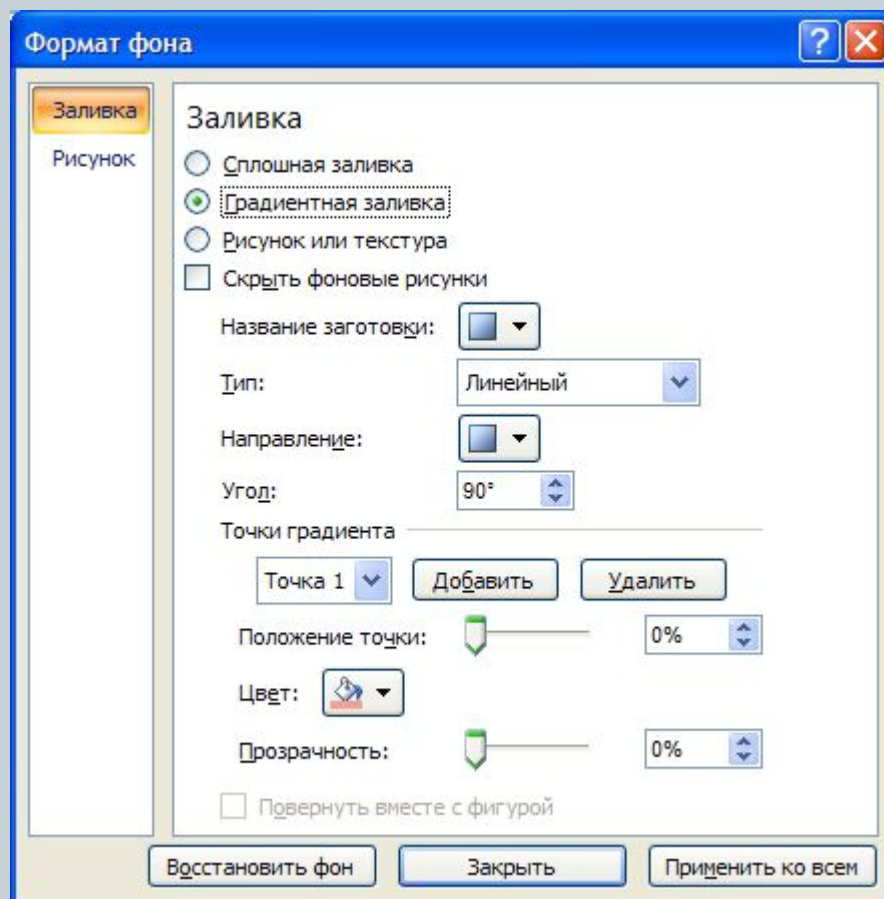 Формат фона
Заливка
Рисунок
Заливка
Сплошная заливка
Градиентная заливка
Рисунок или текстура
Скрыть фоновые рисунки
Название заготовки:
Тип: Линейный
Направление:
Угол: 90°
Точки градиента
Точка 1 Добавить Удалить
Положение точки: 0%
Цвет:
Прозрачность: 0%
Повернуть вместе с фигурой
Восстановить фон Закрыть Применить ко всем